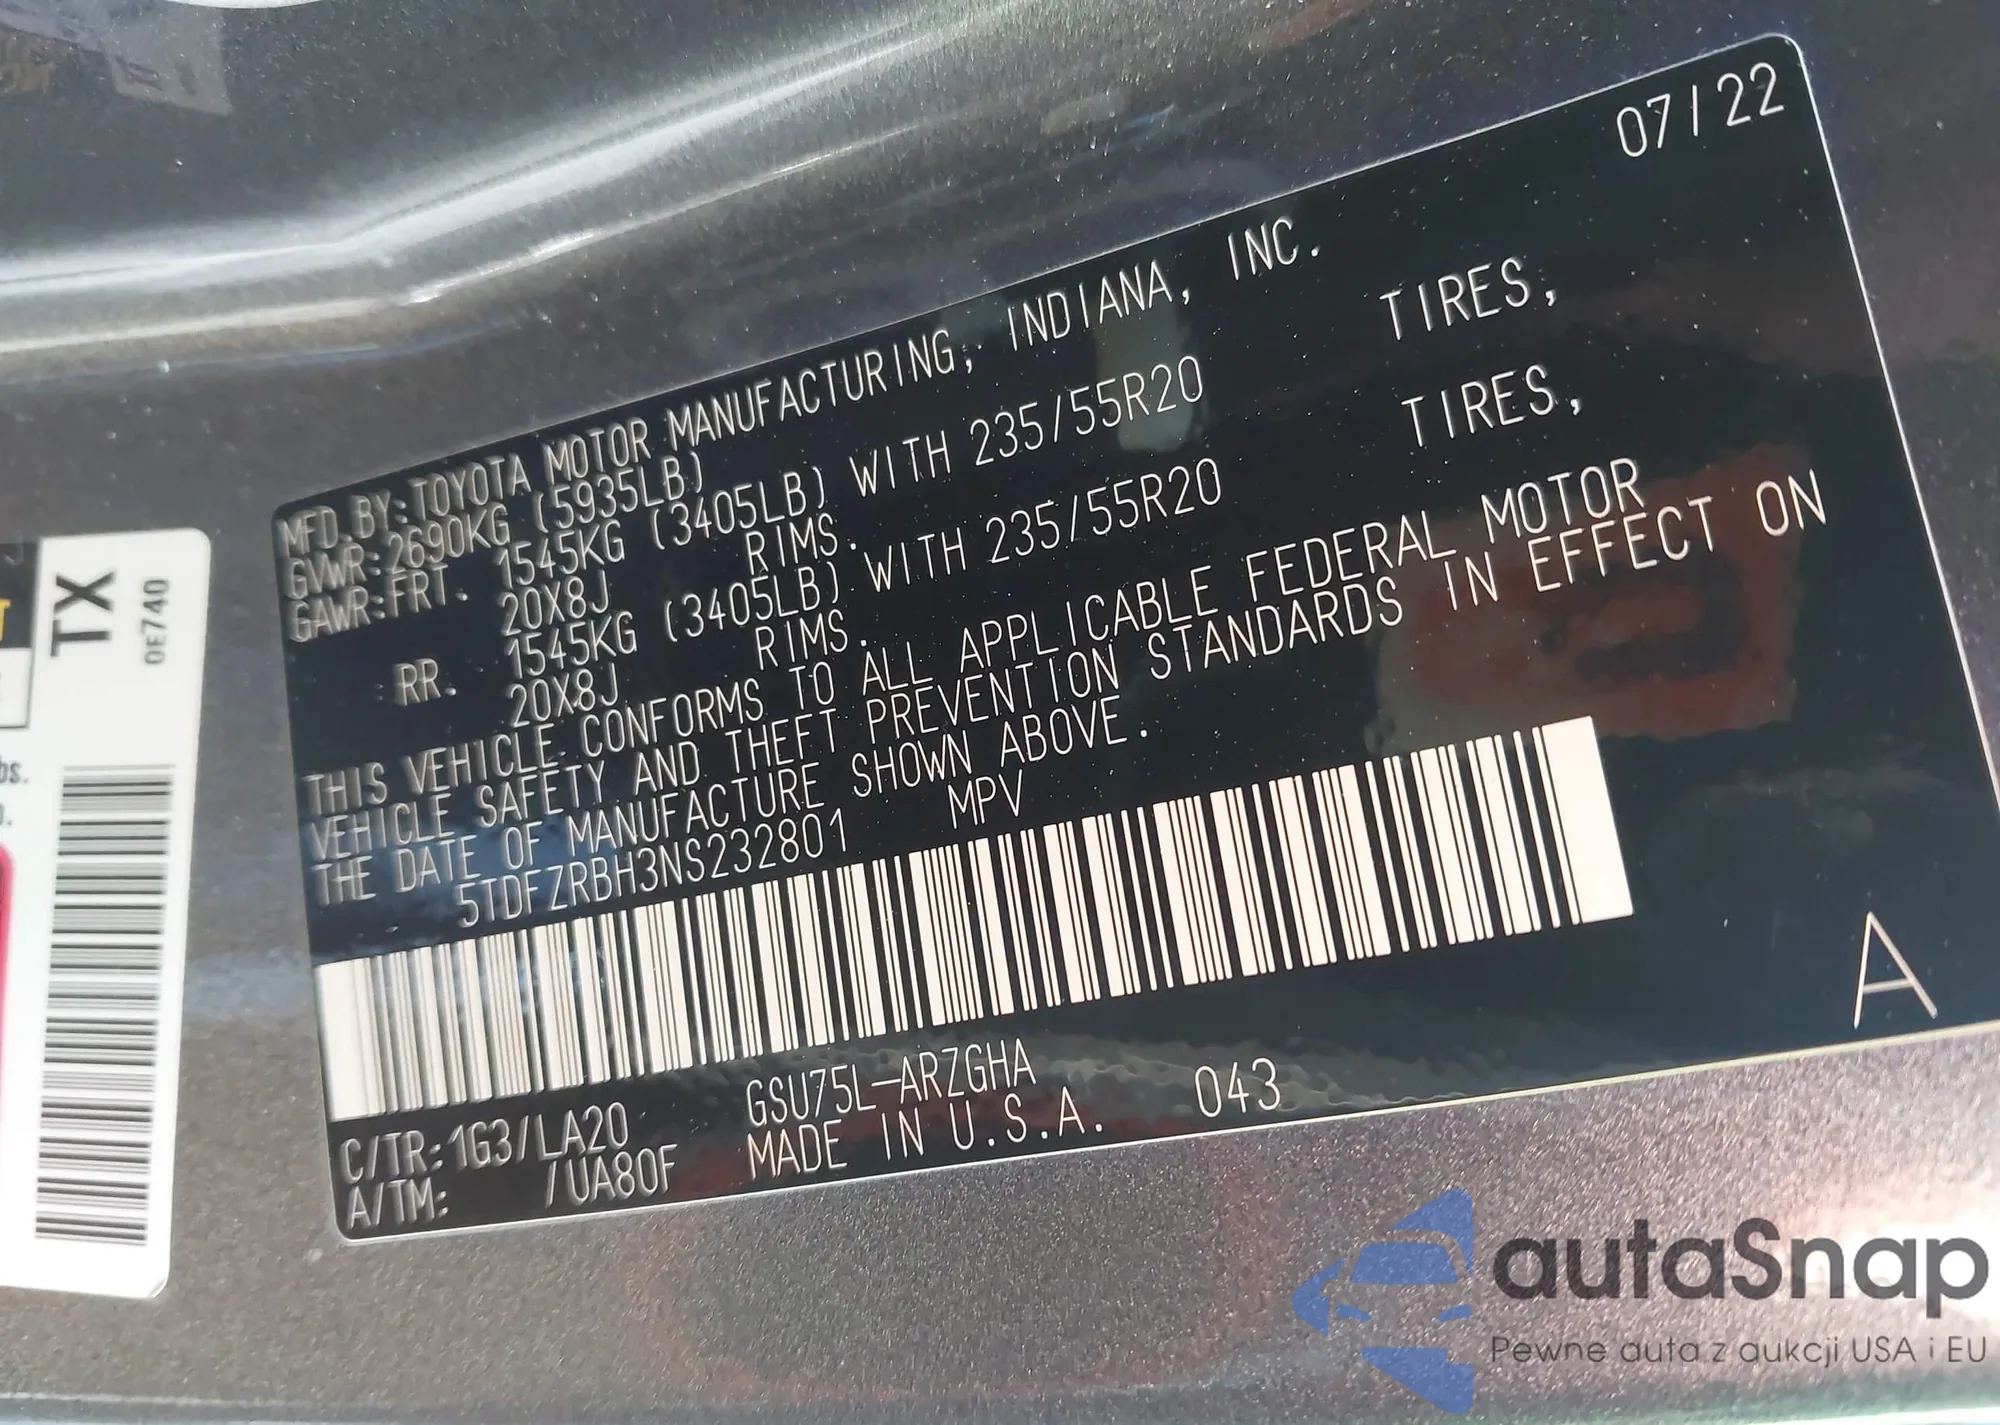 07/22
MFD.BY:TOYOTA MOTOR MANUFACTURING, INDIANA, INC.
GVWR:2690KG (5935LB)
GAWR:FRT. 1545KG (3405LB) WITH 235/55R20 TIRES,
20X8J RIMS.
RR. 1545KG (3405LB) WITH 235/55R20 TIRES,
20X8J RIMS.
THIS VEHICLE CONFORMS TO ALL APPLICABLE FEDERAL MOTOR
VEHICLE SAFETY AND THEFT PREVENTION STANDARDS IN EFFECT ON
THE DATE OF MANUFACTURE SHOWN ABOVE.
5TDFZRBH3NS232801 MPV
A
C/TR:1G3/LA20 GSU75L-ARZGHA 043
A/TM: /UA80F MADE IN U.S.A.
TX
0E740
autaSnap
Pewne auta z aukcji USA i EU